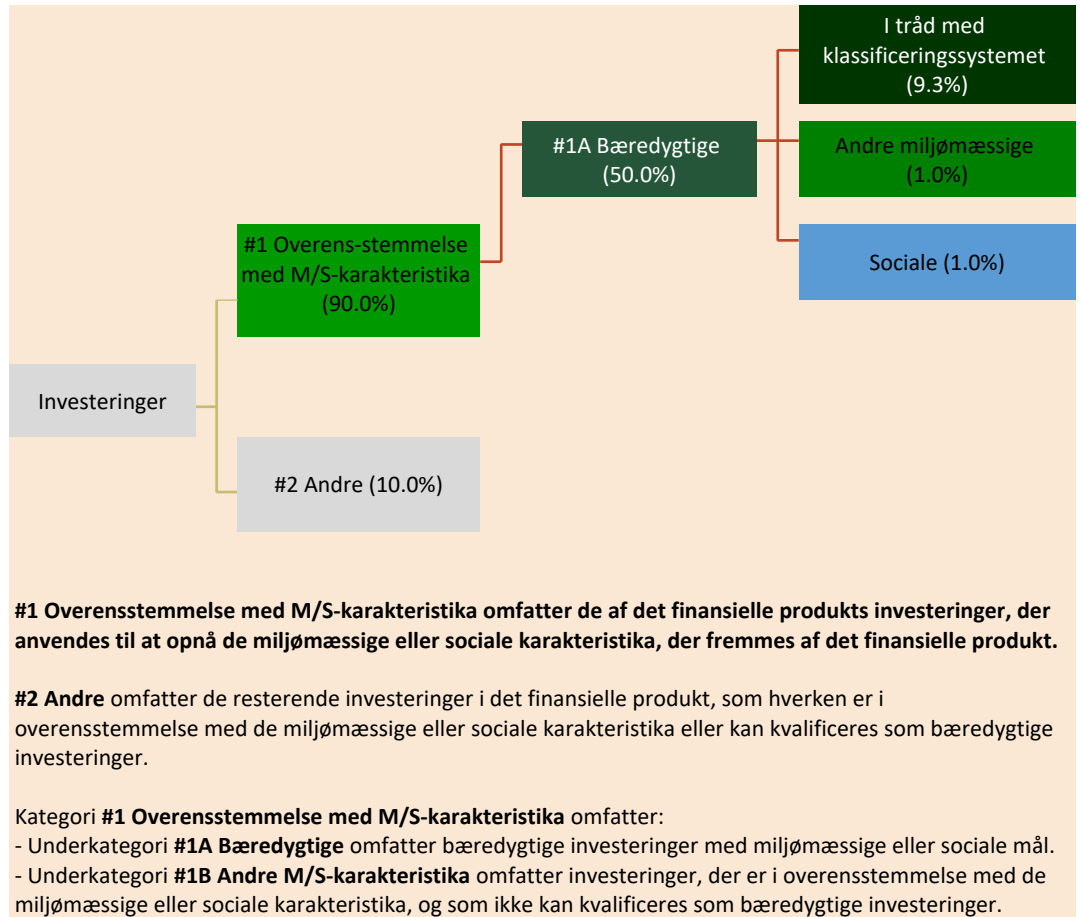 I tråd med
klassificeringssystemet
(9.3%)
#1A Bæredygtige
(50.0%)
Andre miljømæssige
(1.0%)
#1 Overens-stemmelse
med M/S-karakteristika
(90.0%)
Sociale (1.0%)
Investeringer
#2 Andre (10.0%)
#1 Overensstemmelse med M/S-karakteristika omfatter de af det finansielle produkts investeringer, der
anvendes til at opnå de miljømæssige eller sociale karakteristika, der fremmes af det finansielle produkt.
#2 Andre omfatter de resterende investeringer i det finansielle produkt, som hverken er i
overensstemmelse med de miljømæssige eller sociale karakteristika eller kan kvalificeres som bæredygtige
investeringer.
Kategori #1 Overensstemmelse med M/S-karakteristika omfatter:
- Underkategori #1A Bæredygtige omfatter bæredygtige investeringer med miljømæssige eller sociale mål.
- Underkategori #1B Andre M/S-karakteristika omfatter investeringer, der er i overensstemmelse med de
miljømæssige eller sociale karakteristika, og som ikke kan kvalificeres som bæredygtige investeringer.